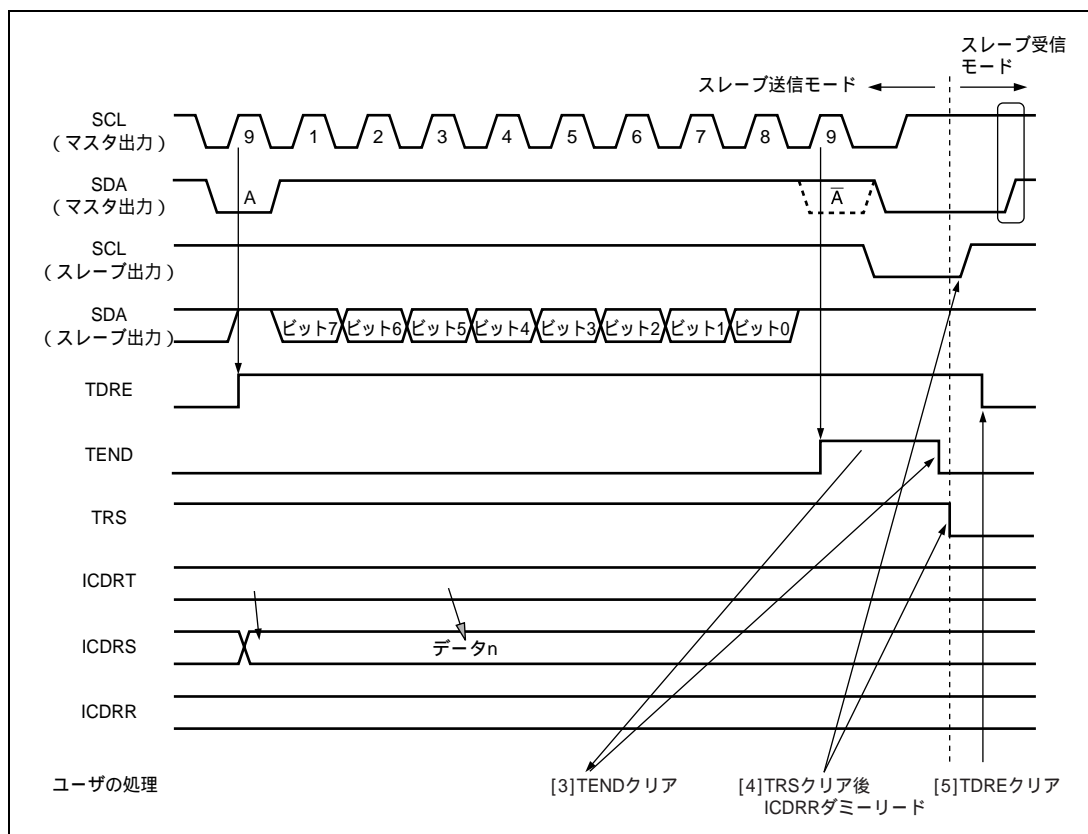 スレーブ受信
モード
スレーブ送信モード
SCL
（マスタ出力）
9 1 2 3 4 5 6 7 8 9
SDA
（マスタ出力）
A A̅
SCL
（スレーブ出力）
SDA
（スレーブ出力）
ビット7 ビット6 ビット5 ビット4 ビット3 ビット2 ビット1 ビット0
TDRE
TEND
TRS
ICDRT
ICDRS
データn
ICDRR
ユーザの処理
[3]TENDクリア
[4]TRSクリア後
ICDRRダミーリード
[5]TDREクリア